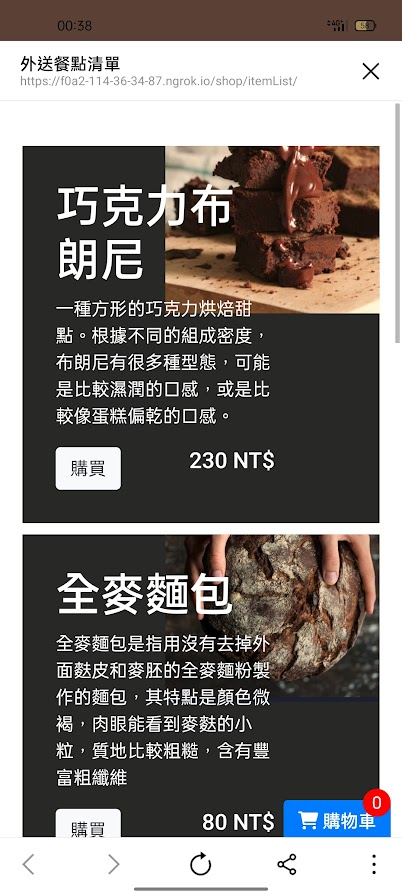 00:38
58
外送餐點清單
https://f0a2-114-36-34-87.ngrok.io/shop/itemList/
巧克力布
朗尼
一種方形的巧克力烘焙甜
點。根據不同的組成密度，
布朗尼有很多種型態，可能
是比較濕潤的口感，或是比
較像蛋糕偏乾的口感。
購買
230 NT$
全麥麵包
全麥麵包是指用沒有去掉外
面麩皮和麥胚的全麥麵粉製
作的麵包，其特點是顏色微
褐，肉眼能看到麥麩的小
粒，質地比較粗糙，含有豐
富粗纖維
購買
80 NT$
0
購物車